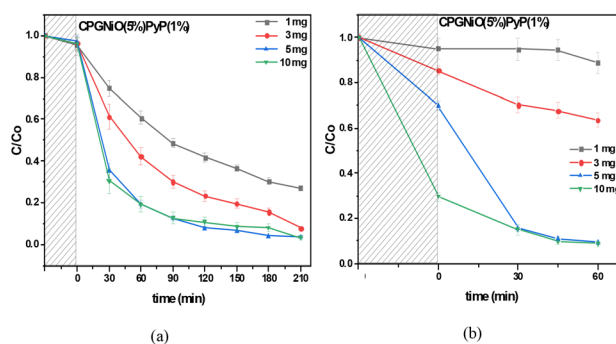 CPGNiO(5%)PyP(1%)
1 mg
3 mg
5 mg
10 mg
1.0
0.8
0.6
0.4
0.2
0.0
C/Co
0 30 60 90 120 150 180 210
time (min)
(a)
CPGNiO(5%)PyP(1%)
1.0
0.8
0.6
0.4
0.2
0.0
C/Co
1 mg
3 mg
5 mg
10 mg
0 30 60
time (min)
(b)